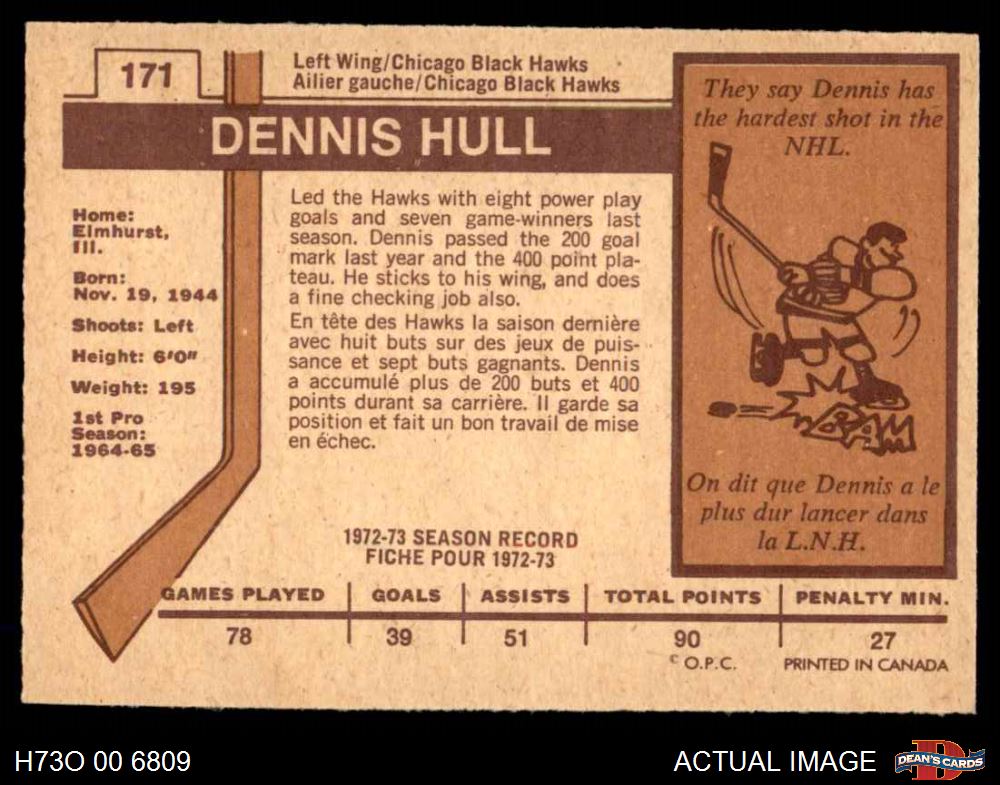 171
Left Wing/Chicago Black Hawks
Ailier gauche/Chicago Black Hawks
DENNIS HULL
Home:
Elmhurst,
Ill.
Born:
Nov. 19, 1944
Shoots: Left
Height: 6'0"
Weight: 195
1st Pro
Season:
1964-65
Led the Hawks with eight power play
goals and seven game-winners last
season. Dennis passed the 200 goal
mark last year and the 400 point pla-
teau. He sticks to his wing, and does
a fine checking job also.
En tête des Hawks la saison dernière
avec huit buts sur des jeux de puis-
sance et sept buts gagnants. Dennis
a accumulé plus de 200 buts et 400
points durant sa carrière. Il garde sa
position et fait un bon travail de mise
en échec.
They say Dennis has
the hardest shot in the
NHL.
BAM
On dit que Dennis a le
plus dur lancer dans
la L.N.H.
1972-73 SEASON RECORD
FICHE POUR 1972-73
GAMES PLAYED GOALS ASSISTS TOTAL POINTS PENALTY MIN.
78 39 51 90 27
© O.P.C. PRINTED IN CANADA
H73O 00 6809
ACTUAL IMAGE
D
DEAN'S CARDS